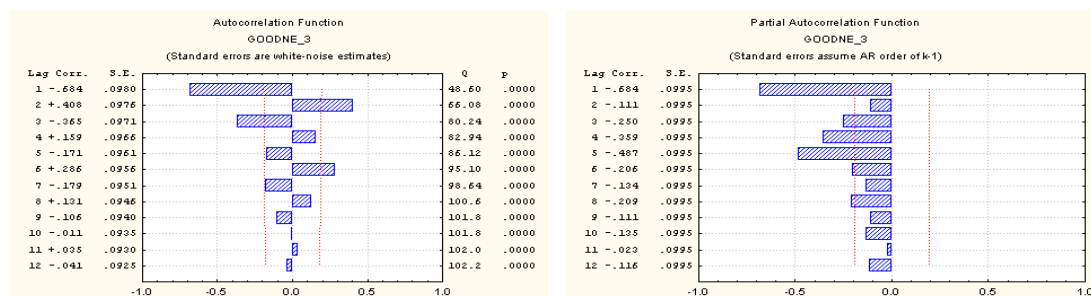 Autocorrelation Function
GOODNE_3
(Standard errors are white-noise estimates)
Lag Corr. S.E. Q p
1 -.684 .0980 48.60 .0000
2 +.408 .0976 66.08 .0000
3 -.365 .0971 80.24 .0000
4 +.159 .0966 82.94 .0000
5 -.171 .0961 86.12 .0000
6 +.286 .0956 95.10 .0000
7 -.179 .0951 98.64 .0000
8 +.131 .0946 100.6 .0000
9 -.106 .0940 101.8 .0000
10 -.011 .0935 101.8 .0000
11 +.035 .0930 102.0 .0000
12 -.041 .0925 102.2 .0000
-1.0 -0.5 0.0 0.5 1.0
Partial Autocorrelation Function
GOODNE_3
(Standard errors assume AR order of k-1)
Lag Corr. S.E.
1 -.684 .0995
2 -.111 .0995
3 -.250 .0995
4 -.359 .0995
5 -.487 .0995
6 -.206 .0995
7 -.134 .0995
8 -.209 .0995
9 -.111 .0995
10 -.135 .0995
11 -.023 .0995
12 -.116 .0995
-1.0 -0.5 0.0 0.5 1.0